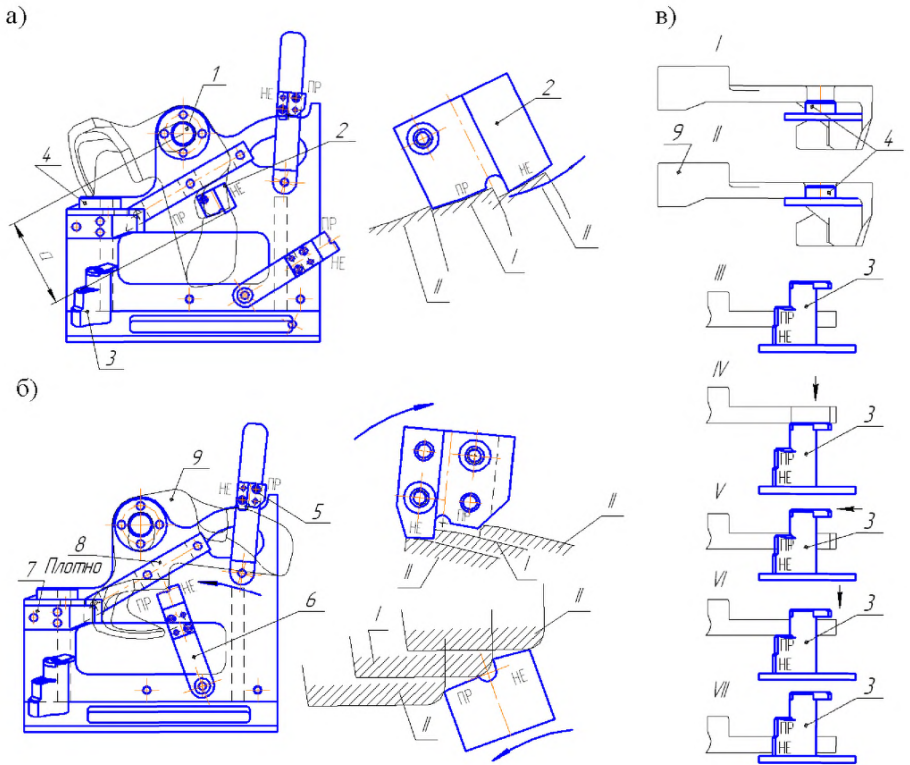 а)
1
НЕ
ПР
2
4
ПР
НЕ
ПР
НЕ
3
2
ПР
I
II
НЕ
II
б)
9
НЕ
ПР
5
8
7
Плотно
ПР
НЕ
6
НЕ
ПР
II
II
I
I
II
ПР
НЕ
II
в)
I
II
9
4
III
3
ПР
НЕ
IV
3
ПР
НЕ
V
3
ПР
НЕ
VI
3
ПР
НЕ
VII
3
ПР
НЕ